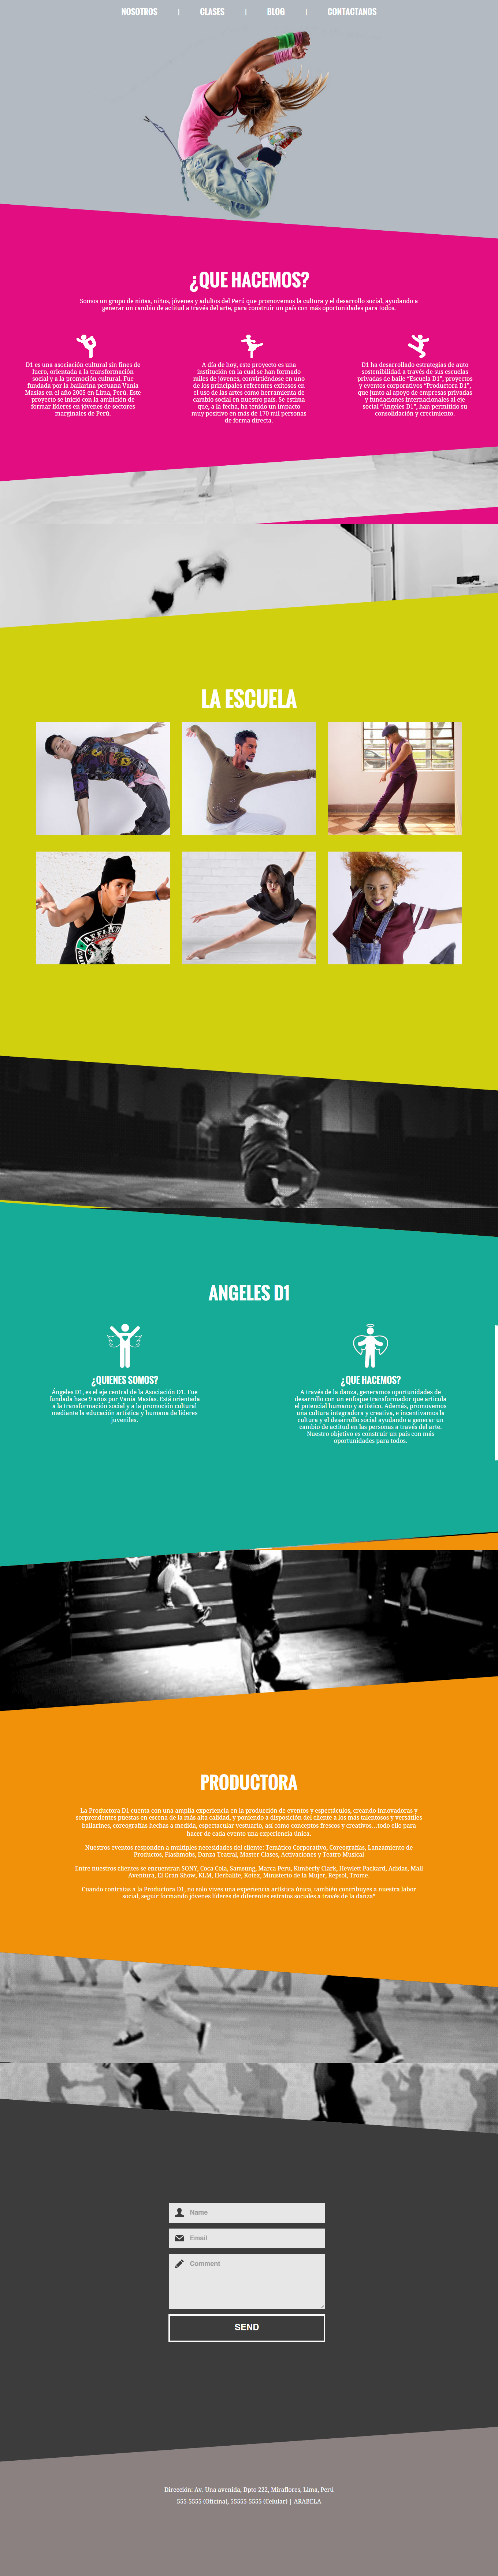 NOSOTROS | CLASES | BLOG | CONTACTANOS
¿QUE HACEMOS?
Somos un grupo de niñas, niños, jóvenes y adultos del Perú que promovemos la cultura y el desarrollo social, ayudando a
generar un cambio de actitud a través del arte, para construir un país con más oportunidades para todos.
D1 es una asociación cultural sin fines de
lucro, orientada a la transformación
social y a la promoción cultural. Fue
fundada por la bailarina peruana Vania
Masías en el año 2005 en Lima, Perú. Este
proyecto se inició con la ambición de
formar líderes en jóvenes de sectores
marginales de Perú.
A día de hoy, este proyecto es una
institución en la cual se han formado
miles de jóvenes, convirtiéndose en uno
de los principales referentes exitosos en
el uso de las artes como herramienta de
cambio social en nuestro país. Se estima
que, a la fecha, ha tenido un impacto
muy positivo en más de 170 mil personas
de forma directa.
D1 ha desarrollado estrategias de auto
sostenibilidad a través de sus escuelas
privadas de baile "Escuela D1", proyectos
y eventos corporativos "Productora D1",
que junto al apoyo de empresas privadas
y fundaciones internacionales al eje
social "Ángeles D1", han permitido su
consolidación y crecimiento.
LA ESCUELA
ANGELES D1
¿QUIENES SOMOS?
Ángeles D1, es el eje central de la Asociación D1. Fue
fundada hace 9 años por Vania Masías. Está orientada
a la transformación social y a la promoción cultural
mediante la educación artística y humana de líderes
juveniles.
¿QUE HACEMOS?
A través de la danza, generamos oportunidades de
desarrollo con un enfoque transformador que articula
el potencial humano y artístico. Además, promovemos
una cultura integradora y creativa, e incentivamos la
cultura y el desarrollo social ayudando a generar un
cambio de actitud en las personas a través del arte.
Nuestro objetivo es construir un país con más
oportunidades para todos.
PRODUCTORA
La Productora D1 cuenta con una amplia experiencia en la producción de eventos y espectáculos, creando innovadoras y
sorprendentes puestas en escena de la más alta calidad, y poniendo a disposición del cliente a los más talentosos y versátiles
bailarines, coreografías hechas a medida, espectacular vestuario, así como conceptos frescos y creativos todo ello para
hacer de cada evento una experiencia única.
Nuestros eventos responden a multiples necesidades del cliente: Temático Corporativo, Coreografías, Lanzamiento de
Productos, Flashmobs, Danza Teatral, Master Clases, Activaciones y Teatro Musical
Entre nuestros clientes se encuentran SONY, Coca Cola, Samsung, Marca Peru, Kimberly Clark, Hewlett Packard, Adidas, Mall
Aventura, El Gran Show, KLM, Herbalife, Kotex, Ministerio de la Mujer, Repsol, Trome.
Cuando contratas a la Productora D1, no solo vives una experiencia artística única, también contribuyes a nuestra labor
social, seguir formando jóvenes líderes de diferentes estratos sociales a través de la danza"
Name
Email
Comment
SEND
Dirección: Av. Una avenida, Dpto 222, Miraflores, Lima, Perú
555-5555 (Oficina), 55555-5555 (Celular) | ARABELA